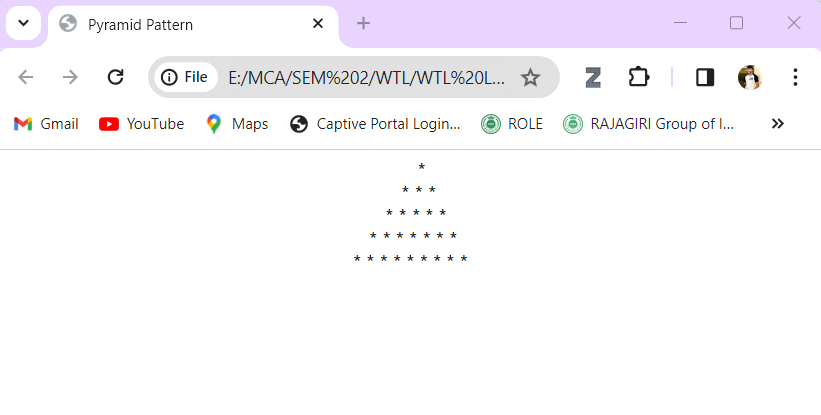 Pyramid Pattern
File E:/MCA/SEM%202/WTL/WTL%20L...
Gmail YouTube Maps Captive Portal Login... ROLE RAJAGIRI Group of I...
*
* * *
* * * * *
* * * * * * *
* * * * * * * * *